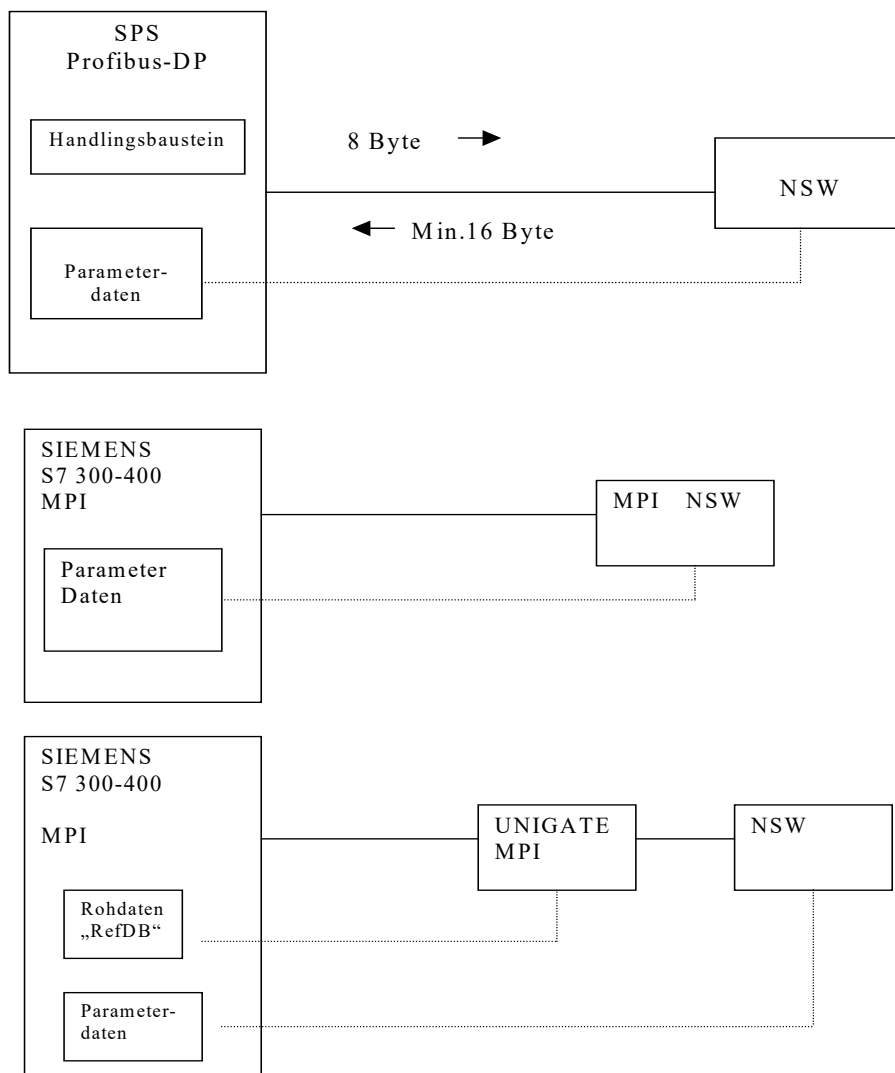 SPS
Profibus-DP
Handlingsbaustein
8 Byte
NSW
Min.16 Byte
Parameter-
daten
SIEMENS
S7 300-400
MPI
MPI NSW
Parameter
Daten
SIEMENS
S7 300-400
MPI
UNIGATE
MPI
NSW
Rohdaten
„RefDB“
Parameter-
daten